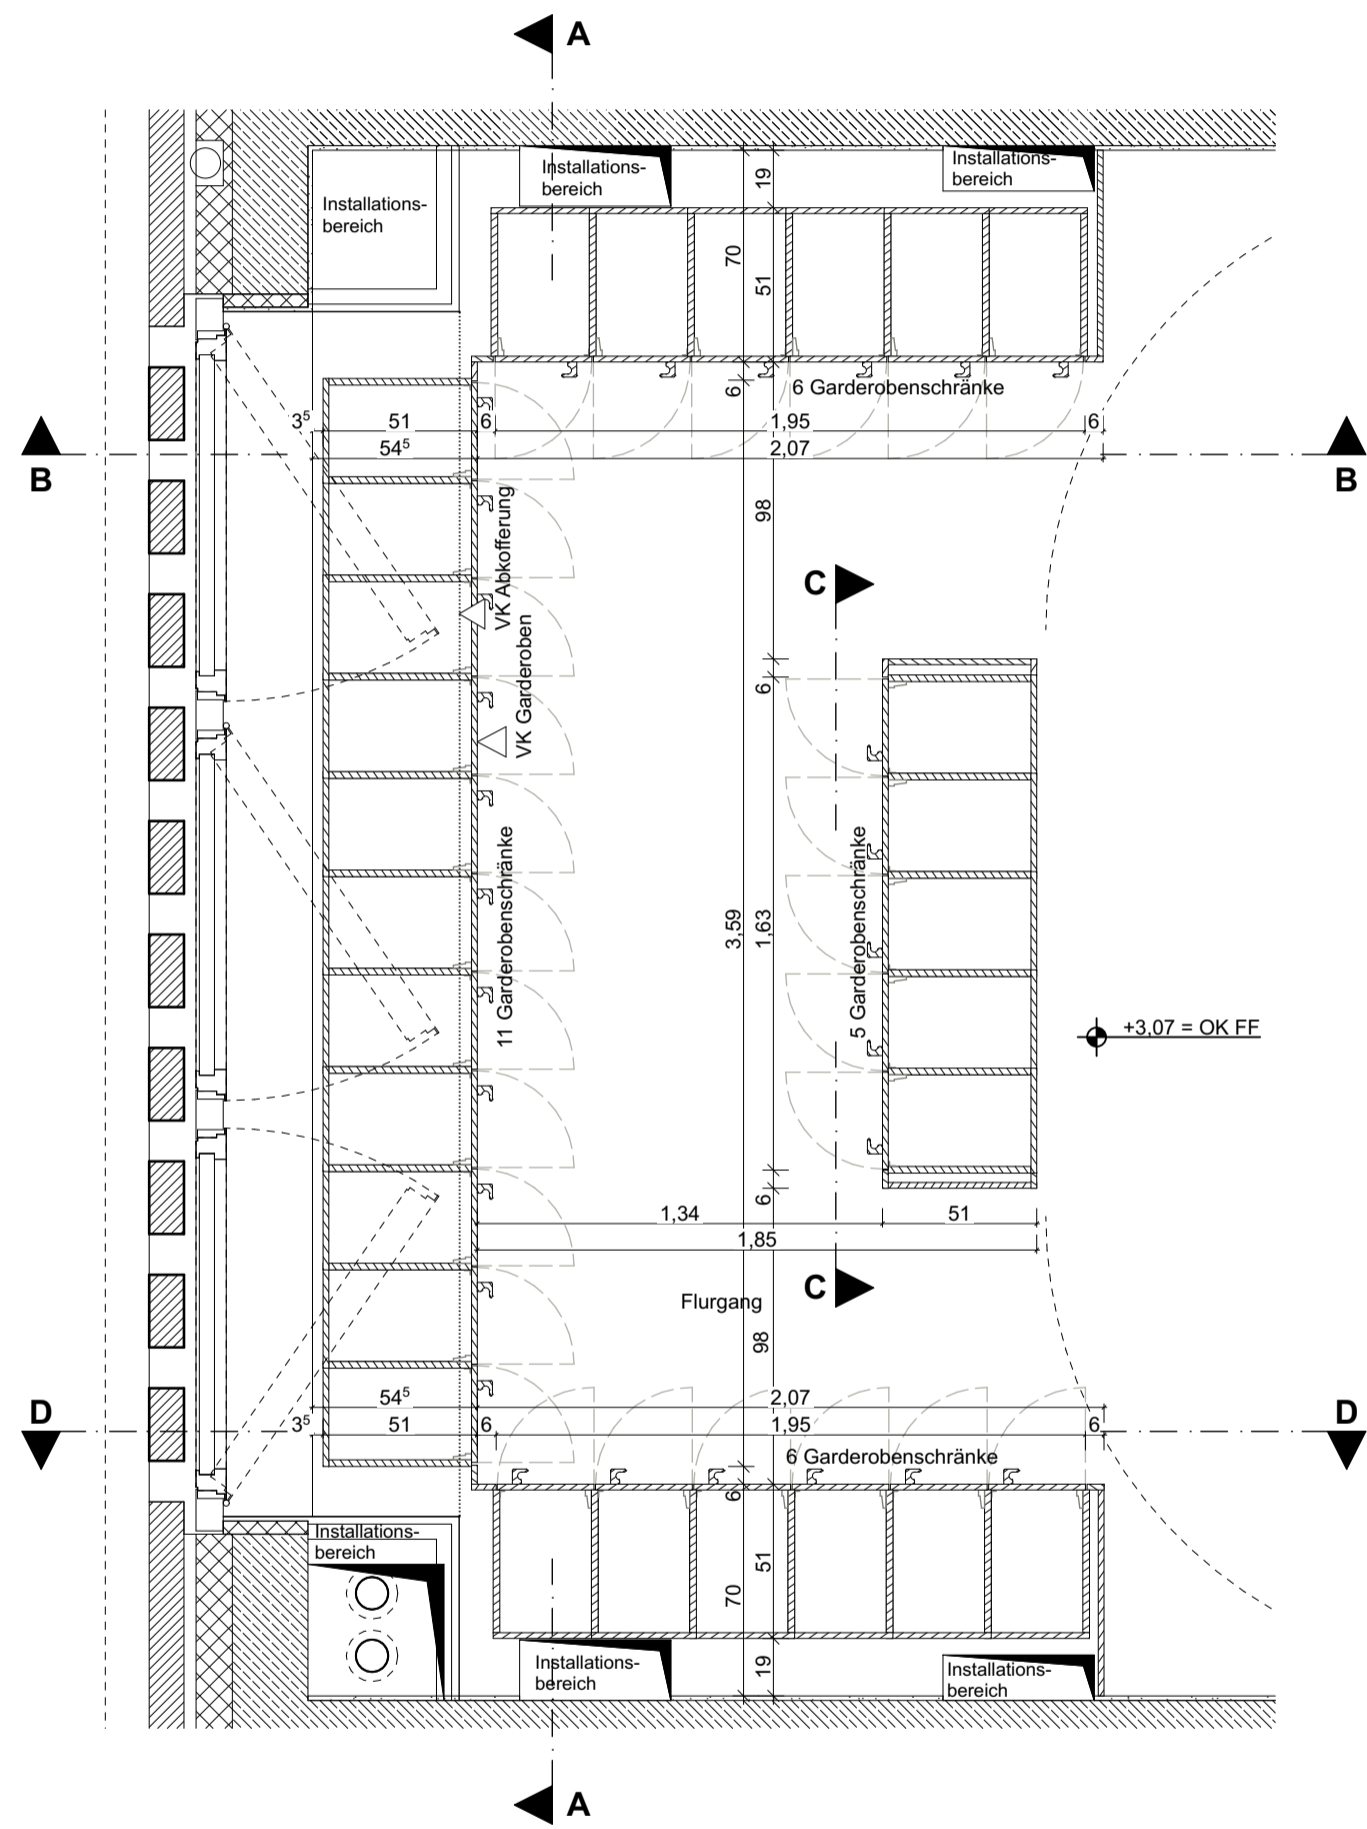 A
Installations-
bereich
Installations-
bereich
Installations-
bereich
19
70
51
6
6 Garderobenschränke
3⁵
51
6
1,95
6
54⁵
2,07
B
B
98
VK Abkofferung
VK Garderoben
C
6
11 Garderobenschränke
3,59
1,63
5 Garderobenschränke
+3,07 = OK FF
6
1,34
51
1,85
C
Flurgang
98
54⁵
2,07
D
D
3⁵
51
6
1,95
6
6 Garderobenschränke
6
Installations-
bereich
51
70
19
Installations-
bereich
Installations-
bereich
A